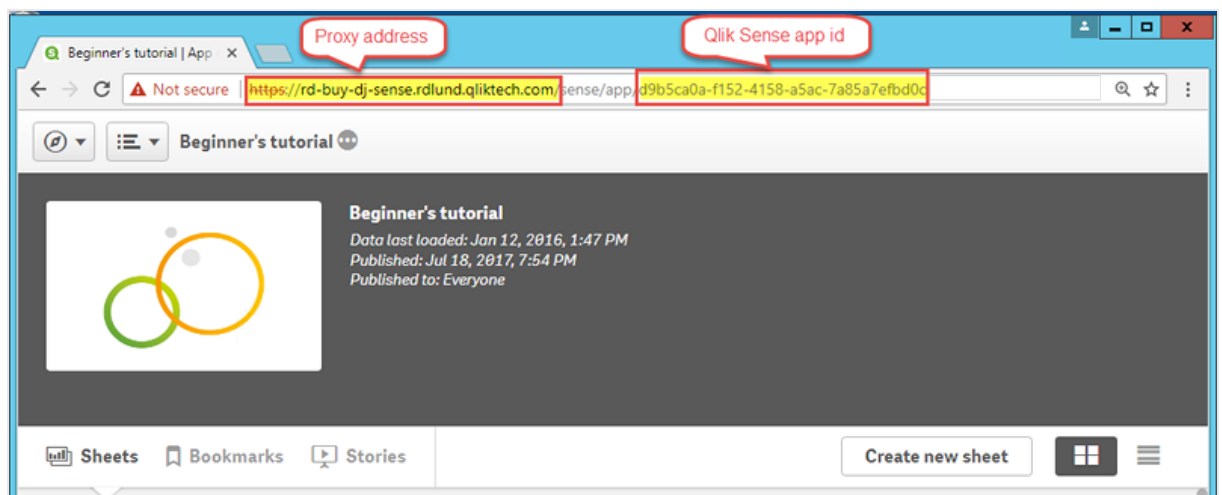 Proxy address
Qlik Sense app id
Beginner's tutorial | App
Not secure
https://rd-buy-dj-sense.rdlund.qliktech.com/sense/app/d9b5ca0a-f152-4158-a5ac-7a85a7efbd0c
Beginner's tutorial
Beginner's tutorial
Data last loaded: Jan 12, 2016, 1:47 PM
Published: Jul 18, 2017, 7:54 PM
Published to: Everyone
Sheets Bookmarks Stories Create new sheet